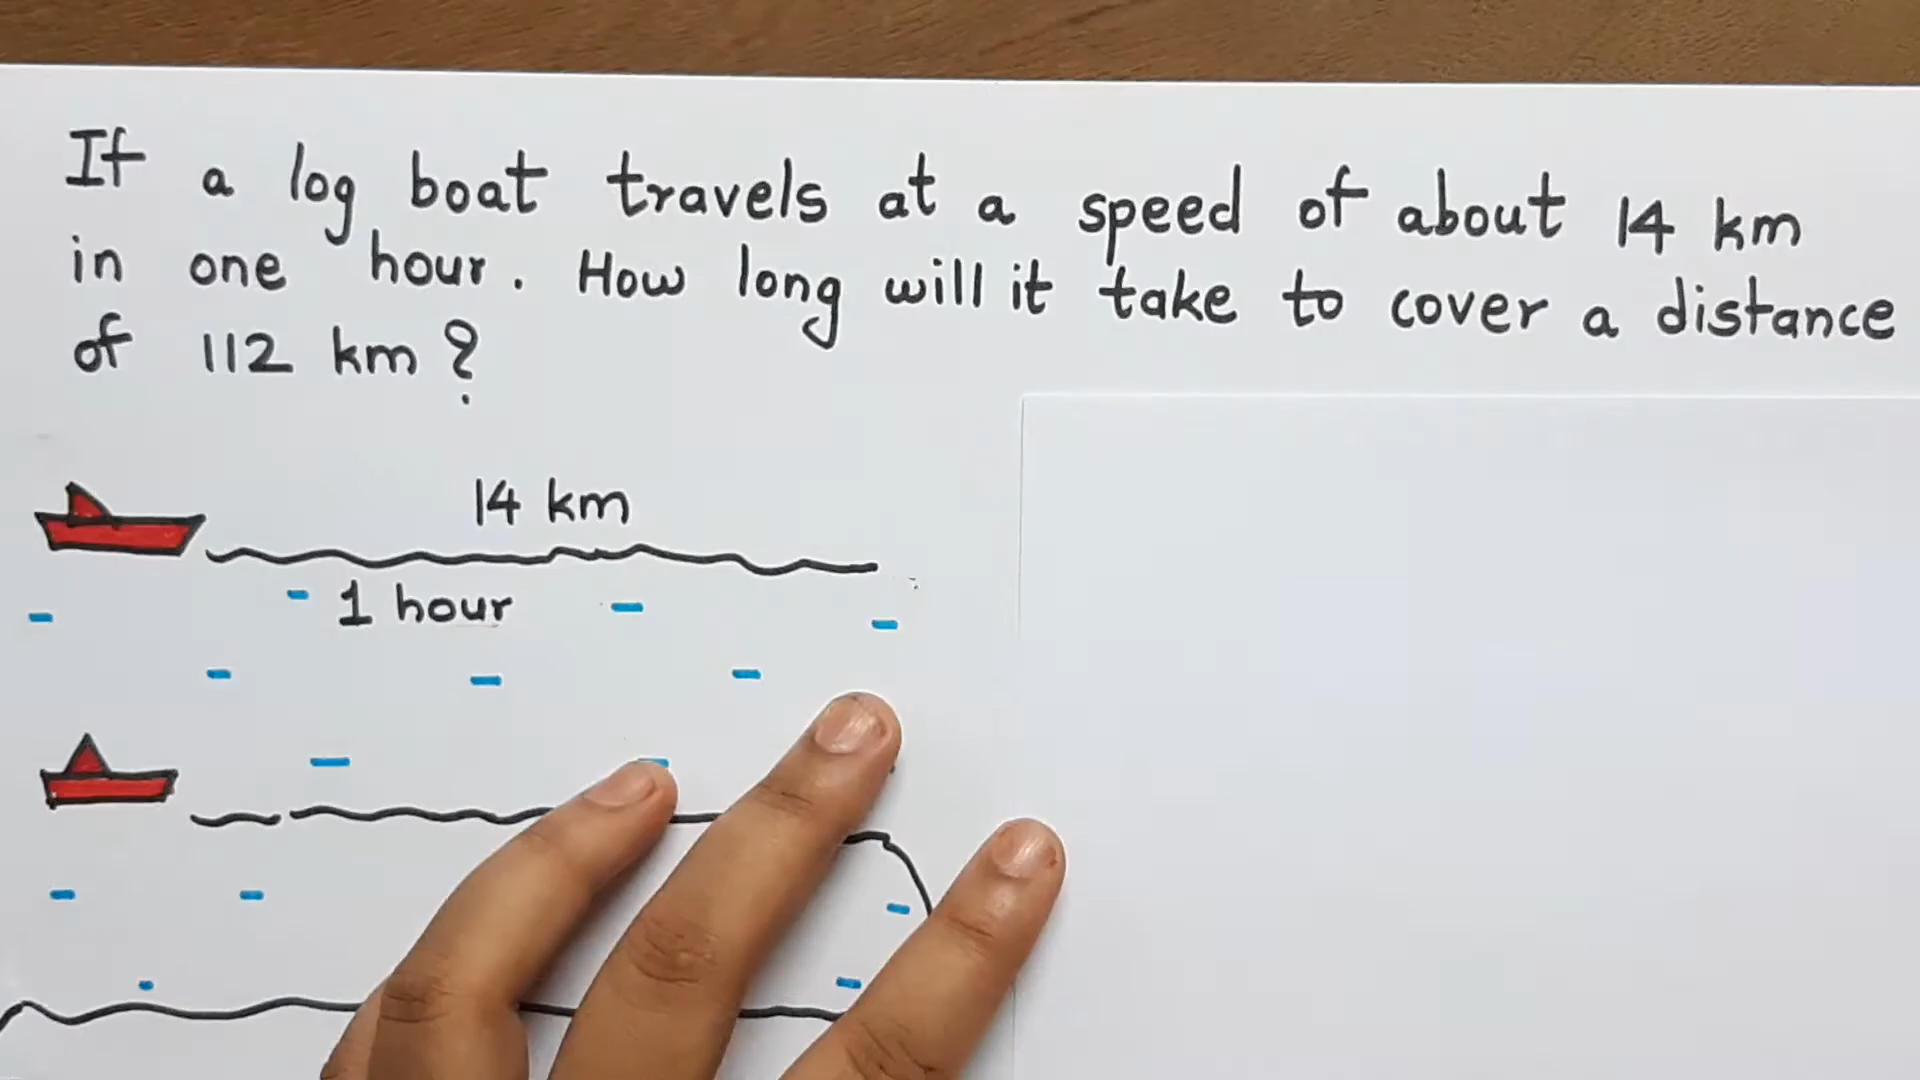 If a log boat travels at a speed of about 14 km
in one hour. How long will it take to cover a distance
of 112 km?
14 km
1 hour